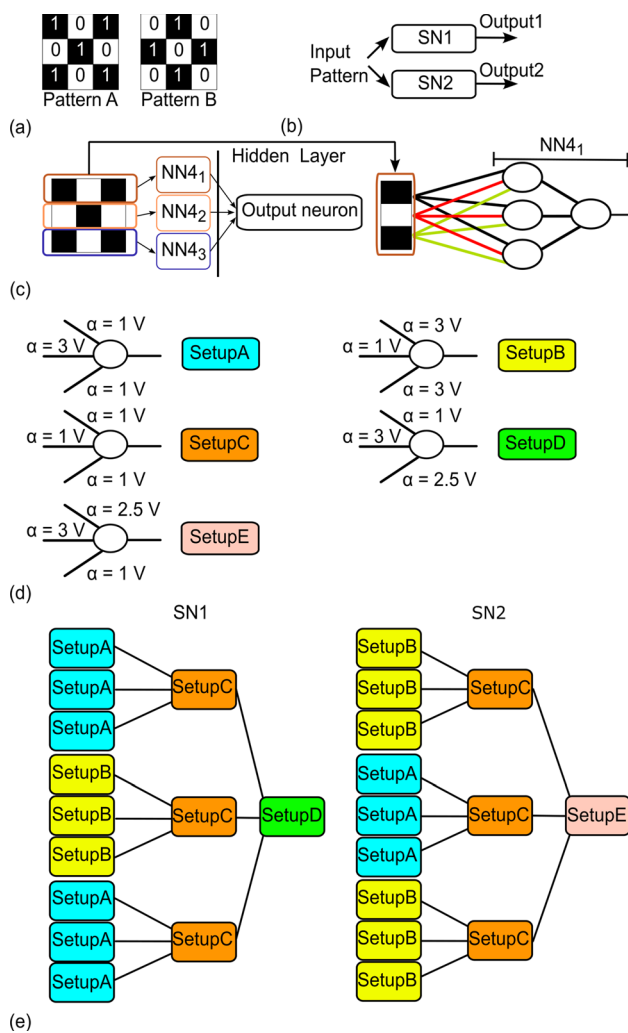 1 0 1
0 1 0
1 0 1
Pattern A
0 1 0
1 0 1
0 1 0
Pattern B
(a)
Input
Pattern
SN1
Output1
SN2
Output2
(b)
NN4₁
NN4₂
NN4₃
Hidden Layer
Output neuron
NN4₁
(c)
α = 1 V
α = 3 V
α = 1 V
SetupA
α = 3 V
α = 1 V
α = 3 V
SetupB
α = 1 V
α = 1 V
α = 1 V
SetupC
α = 1 V
α = 3 V
α = 2.5 V
SetupD
α = 2.5 V
α = 3 V
α = 1 V
SetupE
(d)
SN1
SetupA
SetupA
SetupA
SetupB
SetupB
SetupB
SetupA
SetupA
SetupA
SetupC
SetupC
SetupC
SetupD
SN2
SetupB
SetupB
SetupB
SetupA
SetupA
SetupA
SetupB
SetupB
SetupB
SetupC
SetupC
SetupC
SetupE
(e)